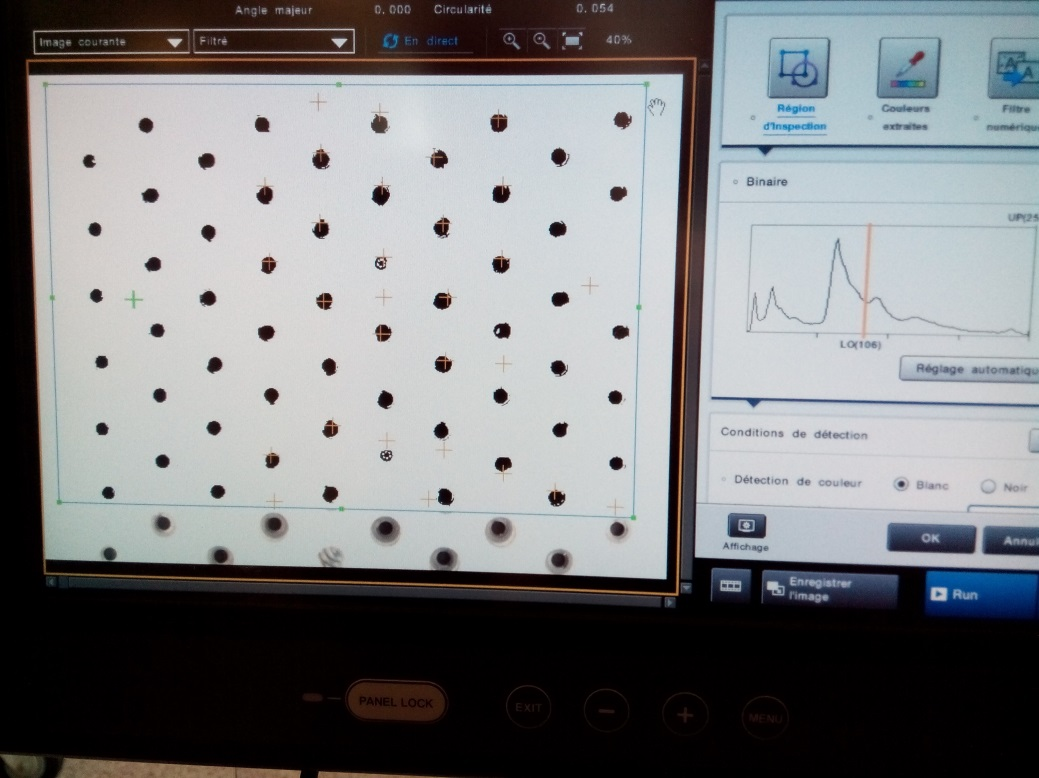 Angle majeur 0.000 Circularité 0.054
Image courante Filtré En direct 40%
Région d'Inspection
Couleurs extraites
Filtre numériqu
Binaire
UP(25
LO(106)
Réglage automatiqu
Conditions de détection
Détection de couleur Blanc Noir
Affichage
OK
Annul
Enregistrer l'image
Run
PANEL LOCK
EXIT
−
+
MENU